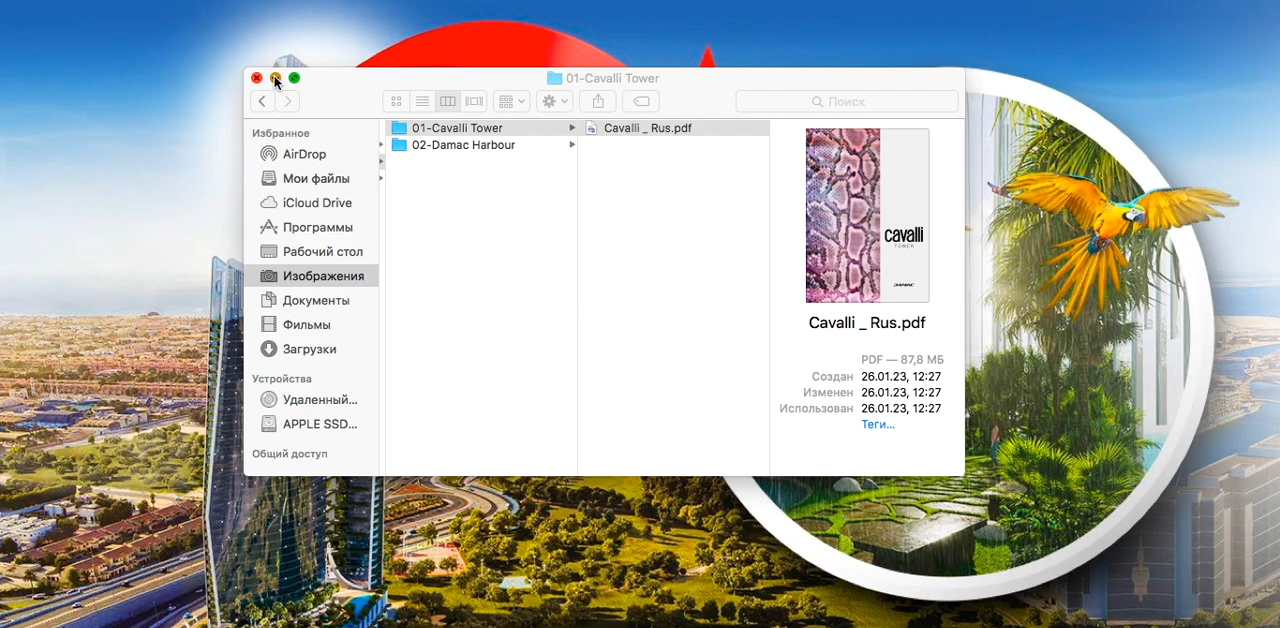 01-Cavalli Tower
Поиск
Избранное
AirDrop
Мои файлы
iCloud Drive
Программы
Рабочий стол
Изображения
Документы
Фильмы
Загрузки
Устройства
Удаленный...
APPLE SSD...
Общий доступ
01-Cavalli Tower
02-Damac Harbour
Cavalli _ Rus.pdf
cavalli
TOWER
DAMAC
Cavalli _ Rus.pdf
PDF — 87,8 МБ
Создан 26.01.23, 12:27
Изменен 26.01.23, 12:27
Использован 26.01.23, 12:27
Теги...